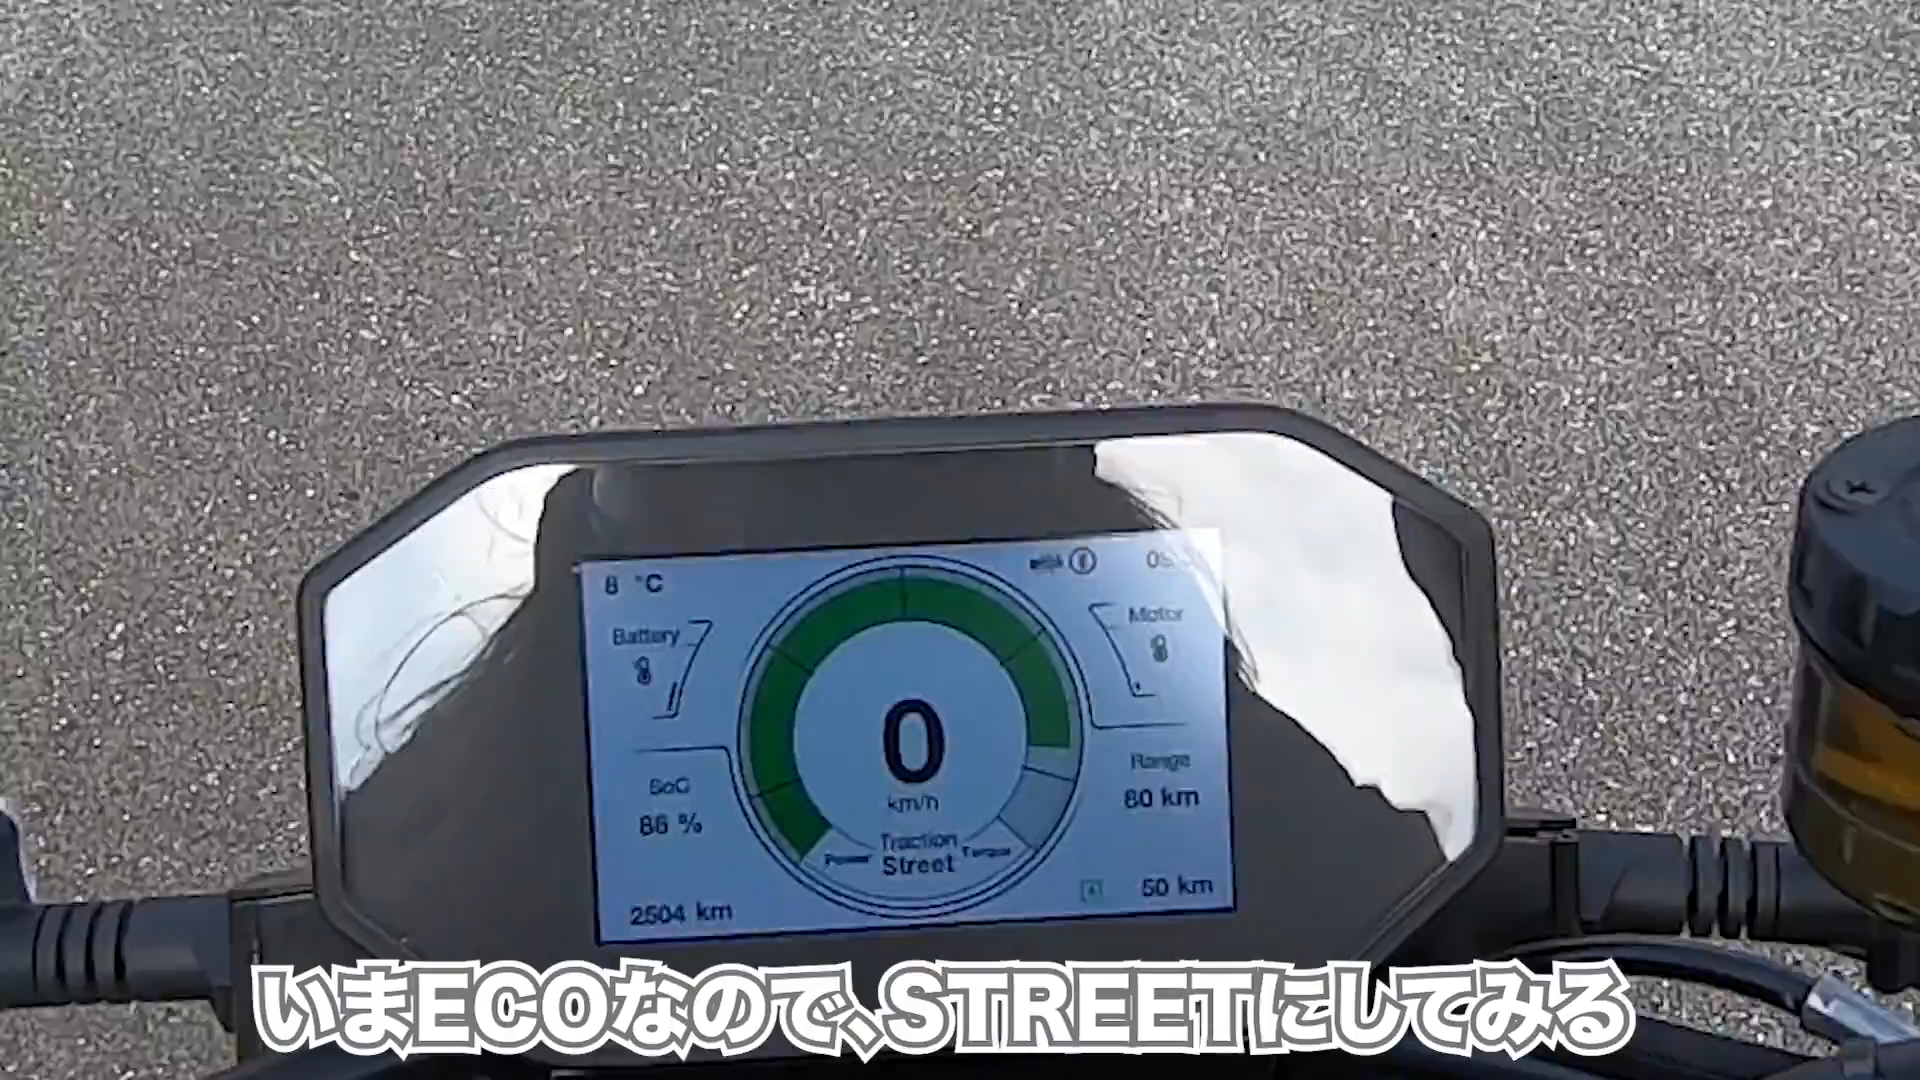 8 °C
Battery
Motor
0
km/h
SoC
86 %
Range
80 km
Traction
Power
Street
Torque
2504 km
50 km
いまECOなので、STREETにしてみる